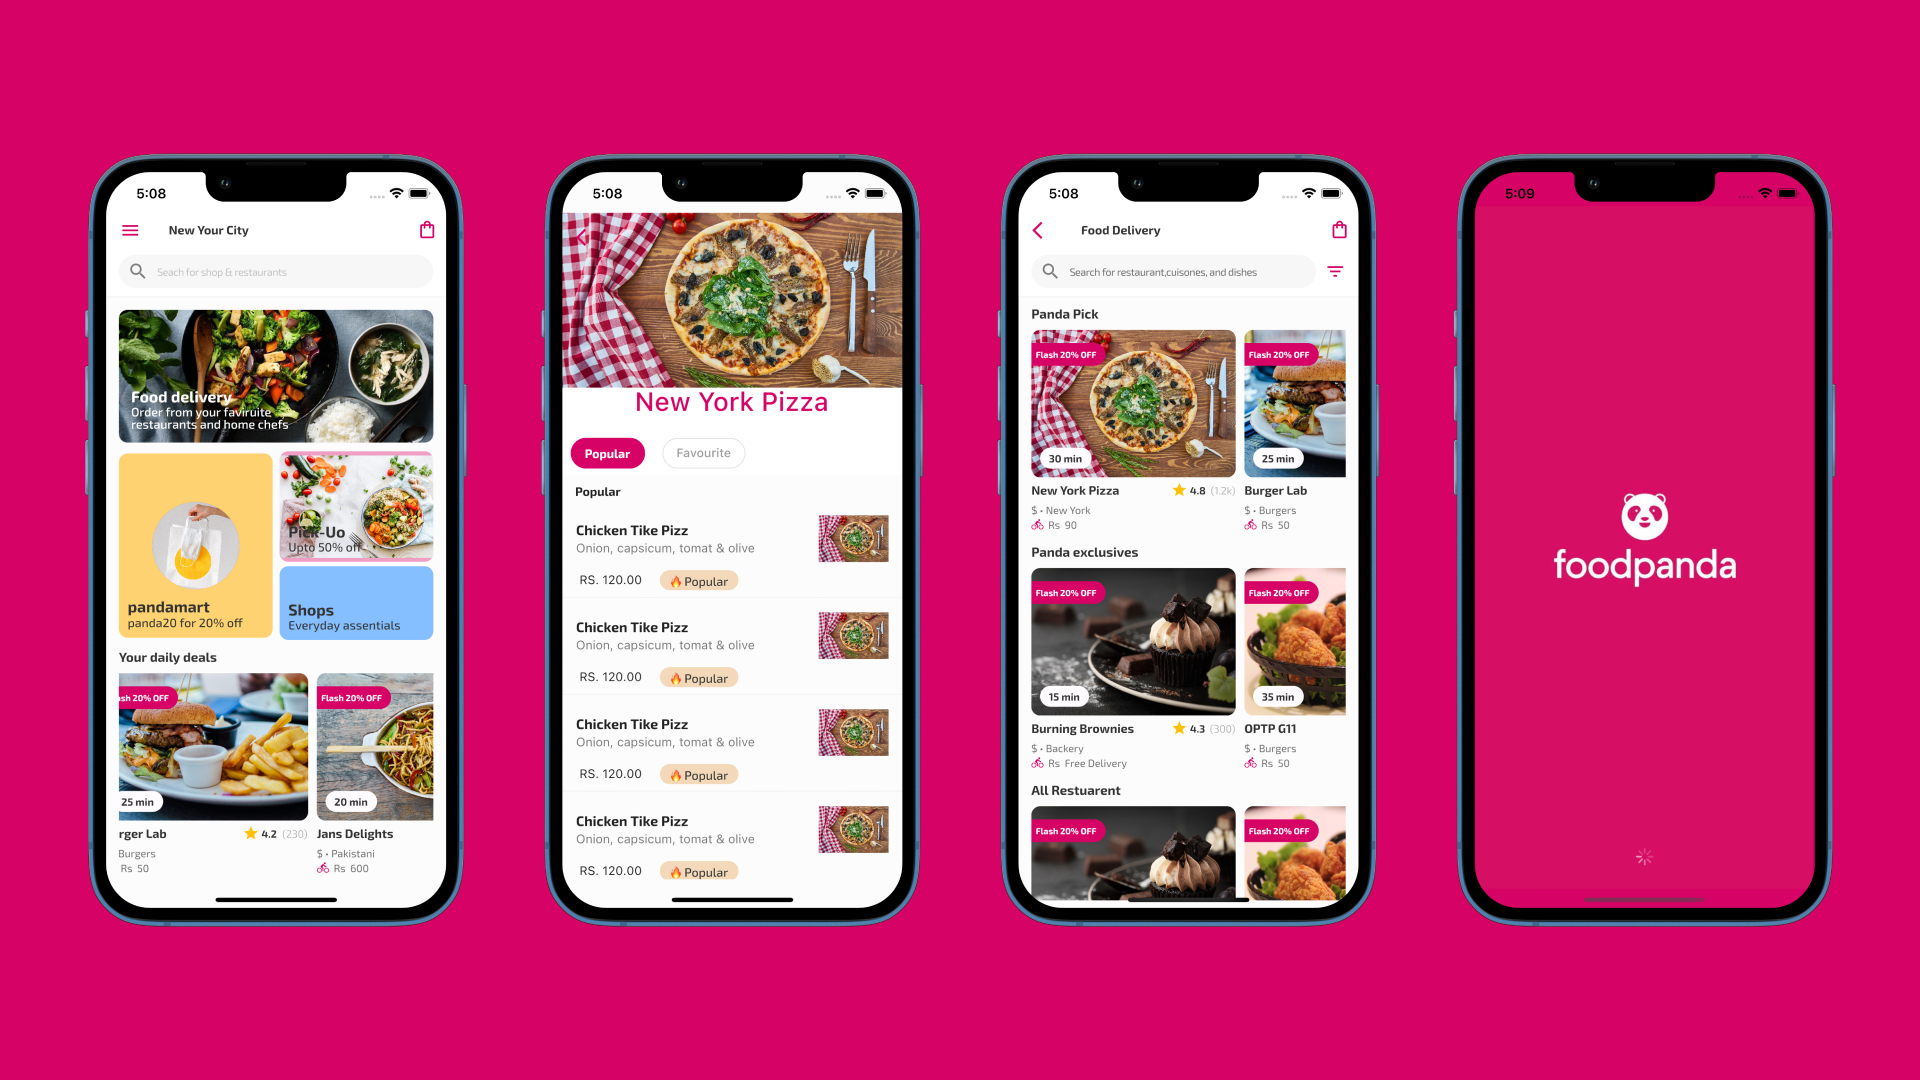 5:08
New Your City
Seach for shop & restaurants
Food delivery
Order from your faviruite
restaurants and home chefs
pandamart
panda20 for 20% off
Pick-Uo
Upto 50% off
Shops
Everyday assentials
Your daily deals
ash 20% OFF
25 min
rger Lab
4.2 (230)
Burgers
Rs 50
Flash 20% OFF
20 min
Jans Delights
$ • Pakistani
Rs 600
5:08
New York Pizza
Popular
Favourite
Popular
Chicken Tike Pizz
Onion, capsicum, tomat & olive
RS. 120.00
Popular
Chicken Tike Pizz
Onion, capsicum, tomat & olive
RS. 120.00
Popular
Chicken Tike Pizz
Onion, capsicum, tomat & olive
RS. 120.00
Popular
Chicken Tike Pizz
Onion, capsicum, tomat & olive
RS. 120.00
Popular
5:08
Food Delivery
Search for restaurant,cuisones, and dishes
Panda Pick
Flash 20% OFF
30 min
New York Pizza
4.8 (1.2k)
$ • New York
Rs 90
Flash 20% OFF
25 min
Burger Lab
$ • Burgers
Rs 50
Panda exclusives
Flash 20% OFF
15 min
Burning Brownies
4.3 (300)
$ • Backery
Rs Free Delivery
Flash 20% OFF
35 min
OPTP G11
$ • Burgers
Rs 50
All Restuarent
Flash 20% OFF
Flash 20% OFF
5:09
foodpanda